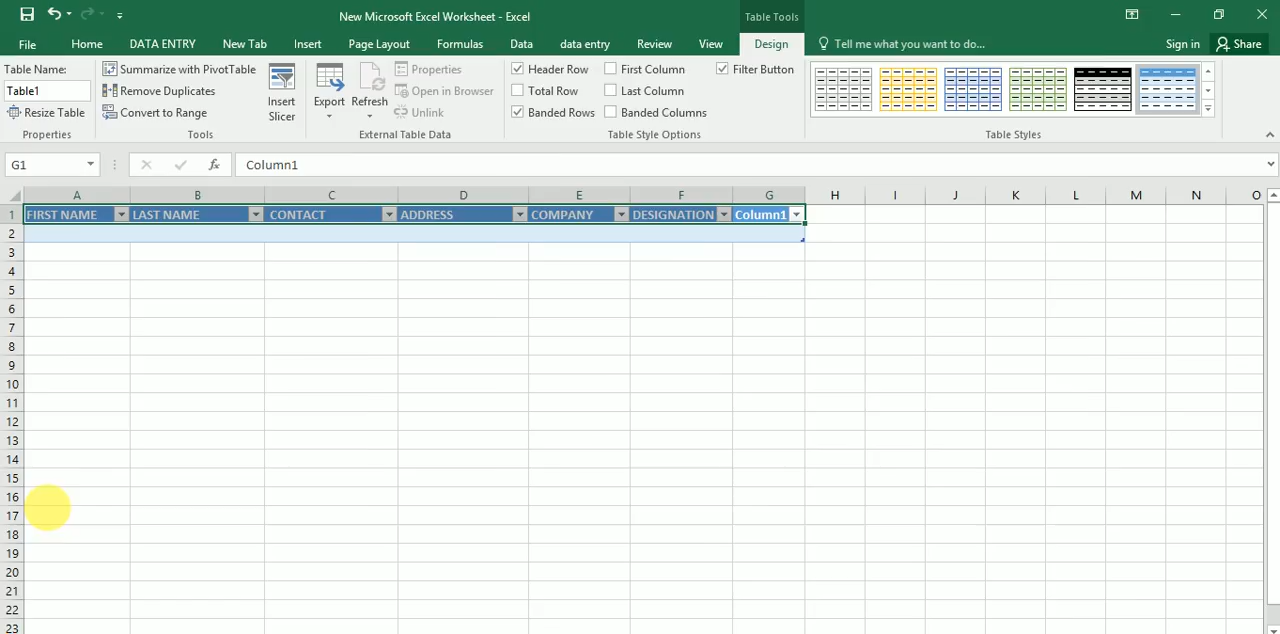 New Microsoft Excel Worksheet - Excel
Table Tools
File Home DATA ENTRY New Tab Insert Page Layout Formulas Data data entry Review View Design Tell me what you want to do... Sign in Share
Table Name: Summarize with PivotTable Properties Header Row First Column Filter Button
Table1 Remove Duplicates Insert Slicer Export Refresh Open in Browser Total Row Last Column
Resize Table Convert to Range Unlink Banded Rows Banded Columns
Properties Tools External Table Data Table Style Options Table Styles
G1 fx Column1
A B C D E F G H I J K L M N O
1 FIRST NAME LAST NAME CONTACT ADDRESS COMPANY DESIGNATION Column1
2
3
4
5
6
7
8
9
10
11
12
13
14
15
16
17
18
19
20
21
22
23